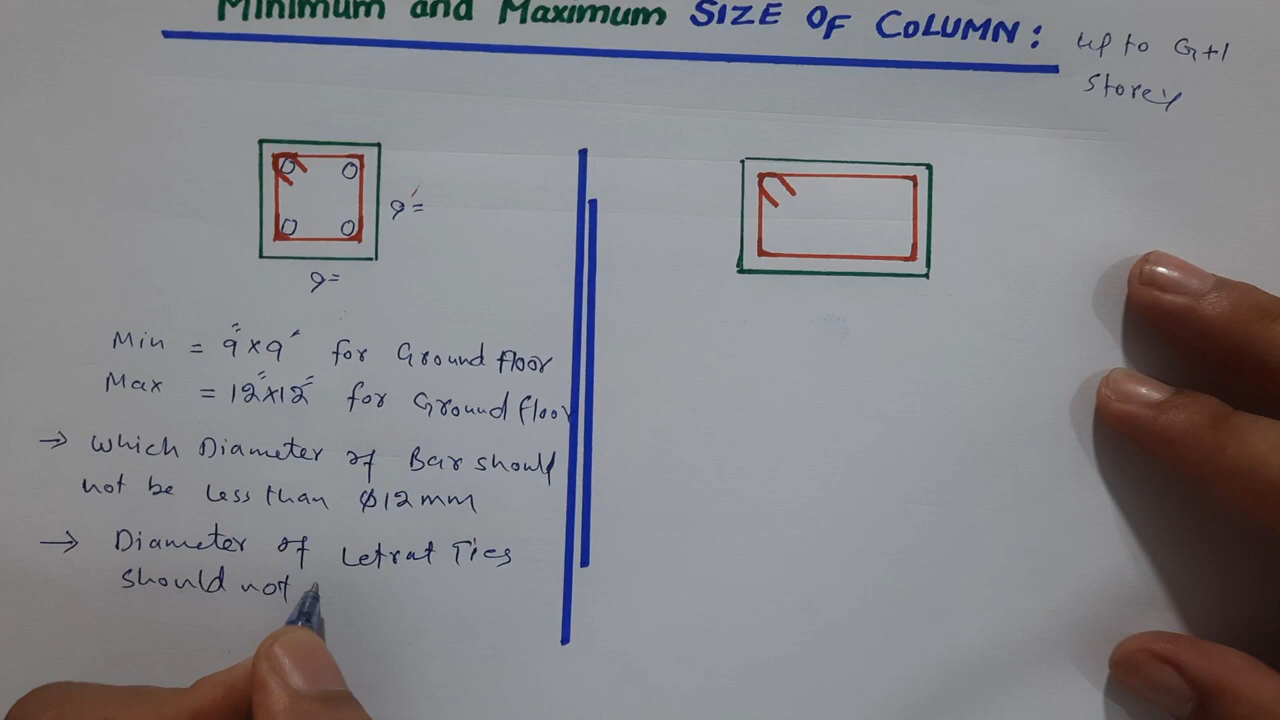 Minimum and Maximum SIZE OF COLUMN:
up to G+1
Storey
9"
9"
Min = 9"x9" for Ground floor
Max = 12"x12" for Ground floor
→ which Diameter of Bar should
not be Less than ϕ12mm
→ Diameter of Letrat Ties
should not